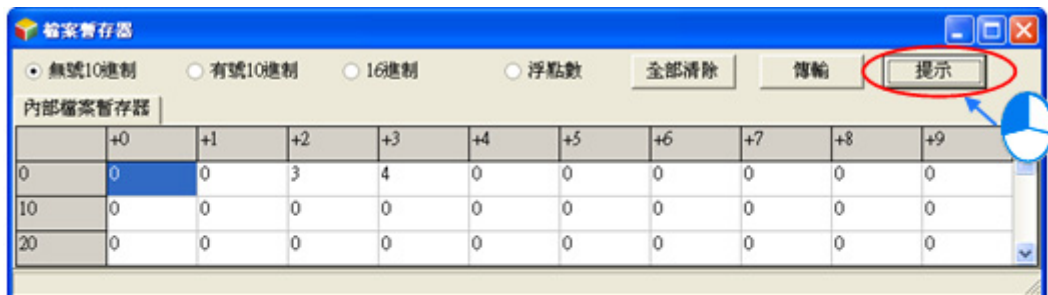 檔案暫存器
無號10進制 有號10進制 16進制 浮點數 全部清除 傳輸 提示
內部檔案暫存器
+0 +1 +2 +3 +4 +5 +6 +7 +8 +9
0 0 0 3 4 0 0 0 0 0 0
10 0 0 0 0 0 0 0 0 0 0
20 0 0 0 0 0 0 0 0 0 0